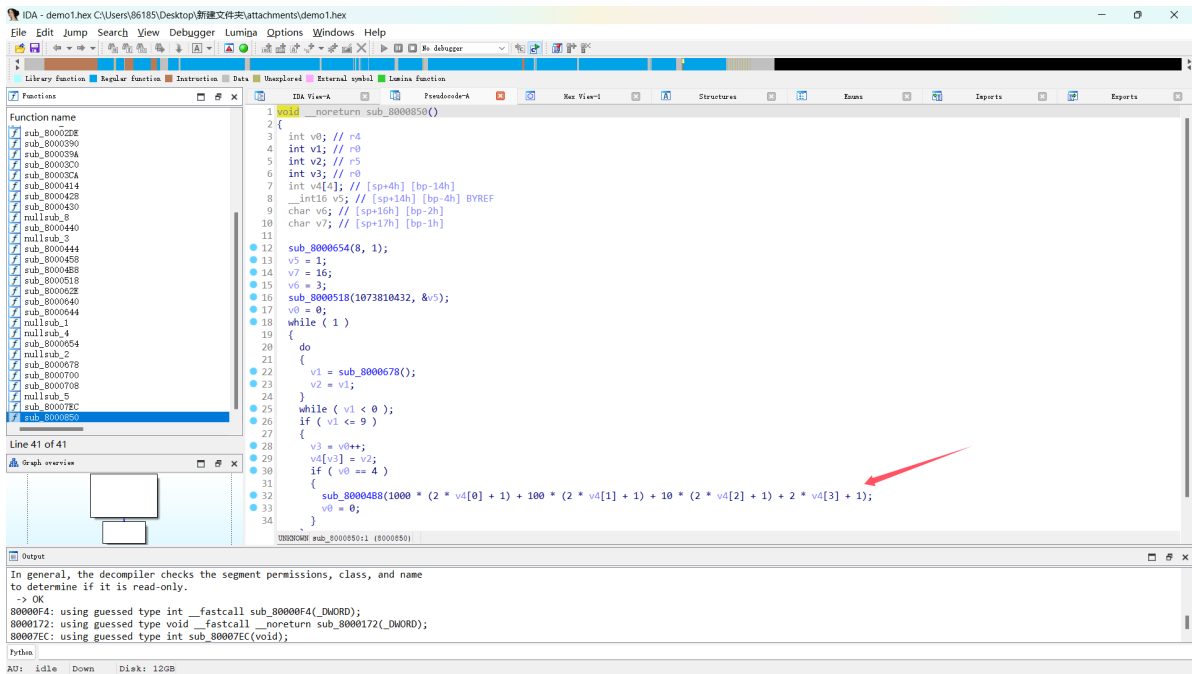 IDA - demo1.hex C:\Users\86185\Desktop\新建文件夹\attachments\demo1.hex
File Edit Jump Search View Debugger Lumina Options Windows Help
No debugger
Library function Regular function Instruction Data Unexplored External symbol Lumina function
Functions
IDA View-A Pseudocode-A Hex View-1 Structures Enums Imports Exports
Function name
sub_80002DE
sub_8000390
sub_800039A
sub_80003C0
sub_80003CA
sub_8000414
sub_8000428
sub_8000430
nullsub_8
sub_8000440
nullsub_3
sub_8000444
sub_8000458
sub_80004B8
sub_8000518
sub_800062E
sub_8000640
sub_8000644
nullsub_1
nullsub_4
sub_8000654
nullsub_2
sub_8000678
sub_8000700
sub_8000708
nullsub_5
sub_80007EC
sub_8000850
Line 41 of 41
Graph overview
1 void __noreturn sub_8000850()
2 {
3 int v0; // r4
4 int v1; // r0
5 int v2; // r5
6 int v3; // r0
7 int v4[4]; // [sp+4h] [bp-14h]
8 __int16 v5; // [sp+14h] [bp-4h] BYREF
9 char v6; // [sp+16h] [bp-2h]
10 char v7; // [sp+17h] [bp-1h]
11
12 sub_8000654(8, 1);
13 v5 = 1;
14 v7 = 16;
15 v6 = 3;
16 sub_8000518(1073810432, &v5);
17 v0 = 0;
18 while ( 1 )
19 {
20 do
21 {
22 v1 = sub_8000678();
23 v2 = v1;
24 }
25 while ( v1 < 0 );
26 if ( v1 <= 9 )
27 {
28 v3 = v0++;
29 v4[v3] = v2;
30 if ( v0 == 4 )
31 {
32 sub_80004B8(1000 * (2 * v4[0] + 1) + 100 * (2 * v4[1] + 1) + 10 * (2 * v4[2] + 1) + 2 * v4[3] + 1);
33 v0 = 0;
34 }
UNKNOWN sub_8000850:1 (8000850)
Output
In general, the decompiler checks the segment permissions, class, and name
to determine if it is read-only.
-> OK
80000F4: using guessed type int __fastcall sub_80000F4(_DWORD);
8000172: using guessed type void __fastcall __noreturn sub_8000172(_DWORD);
80007EC: using guessed type int sub_80007EC(void);
Python
AU: idle Down Disk: 12GB